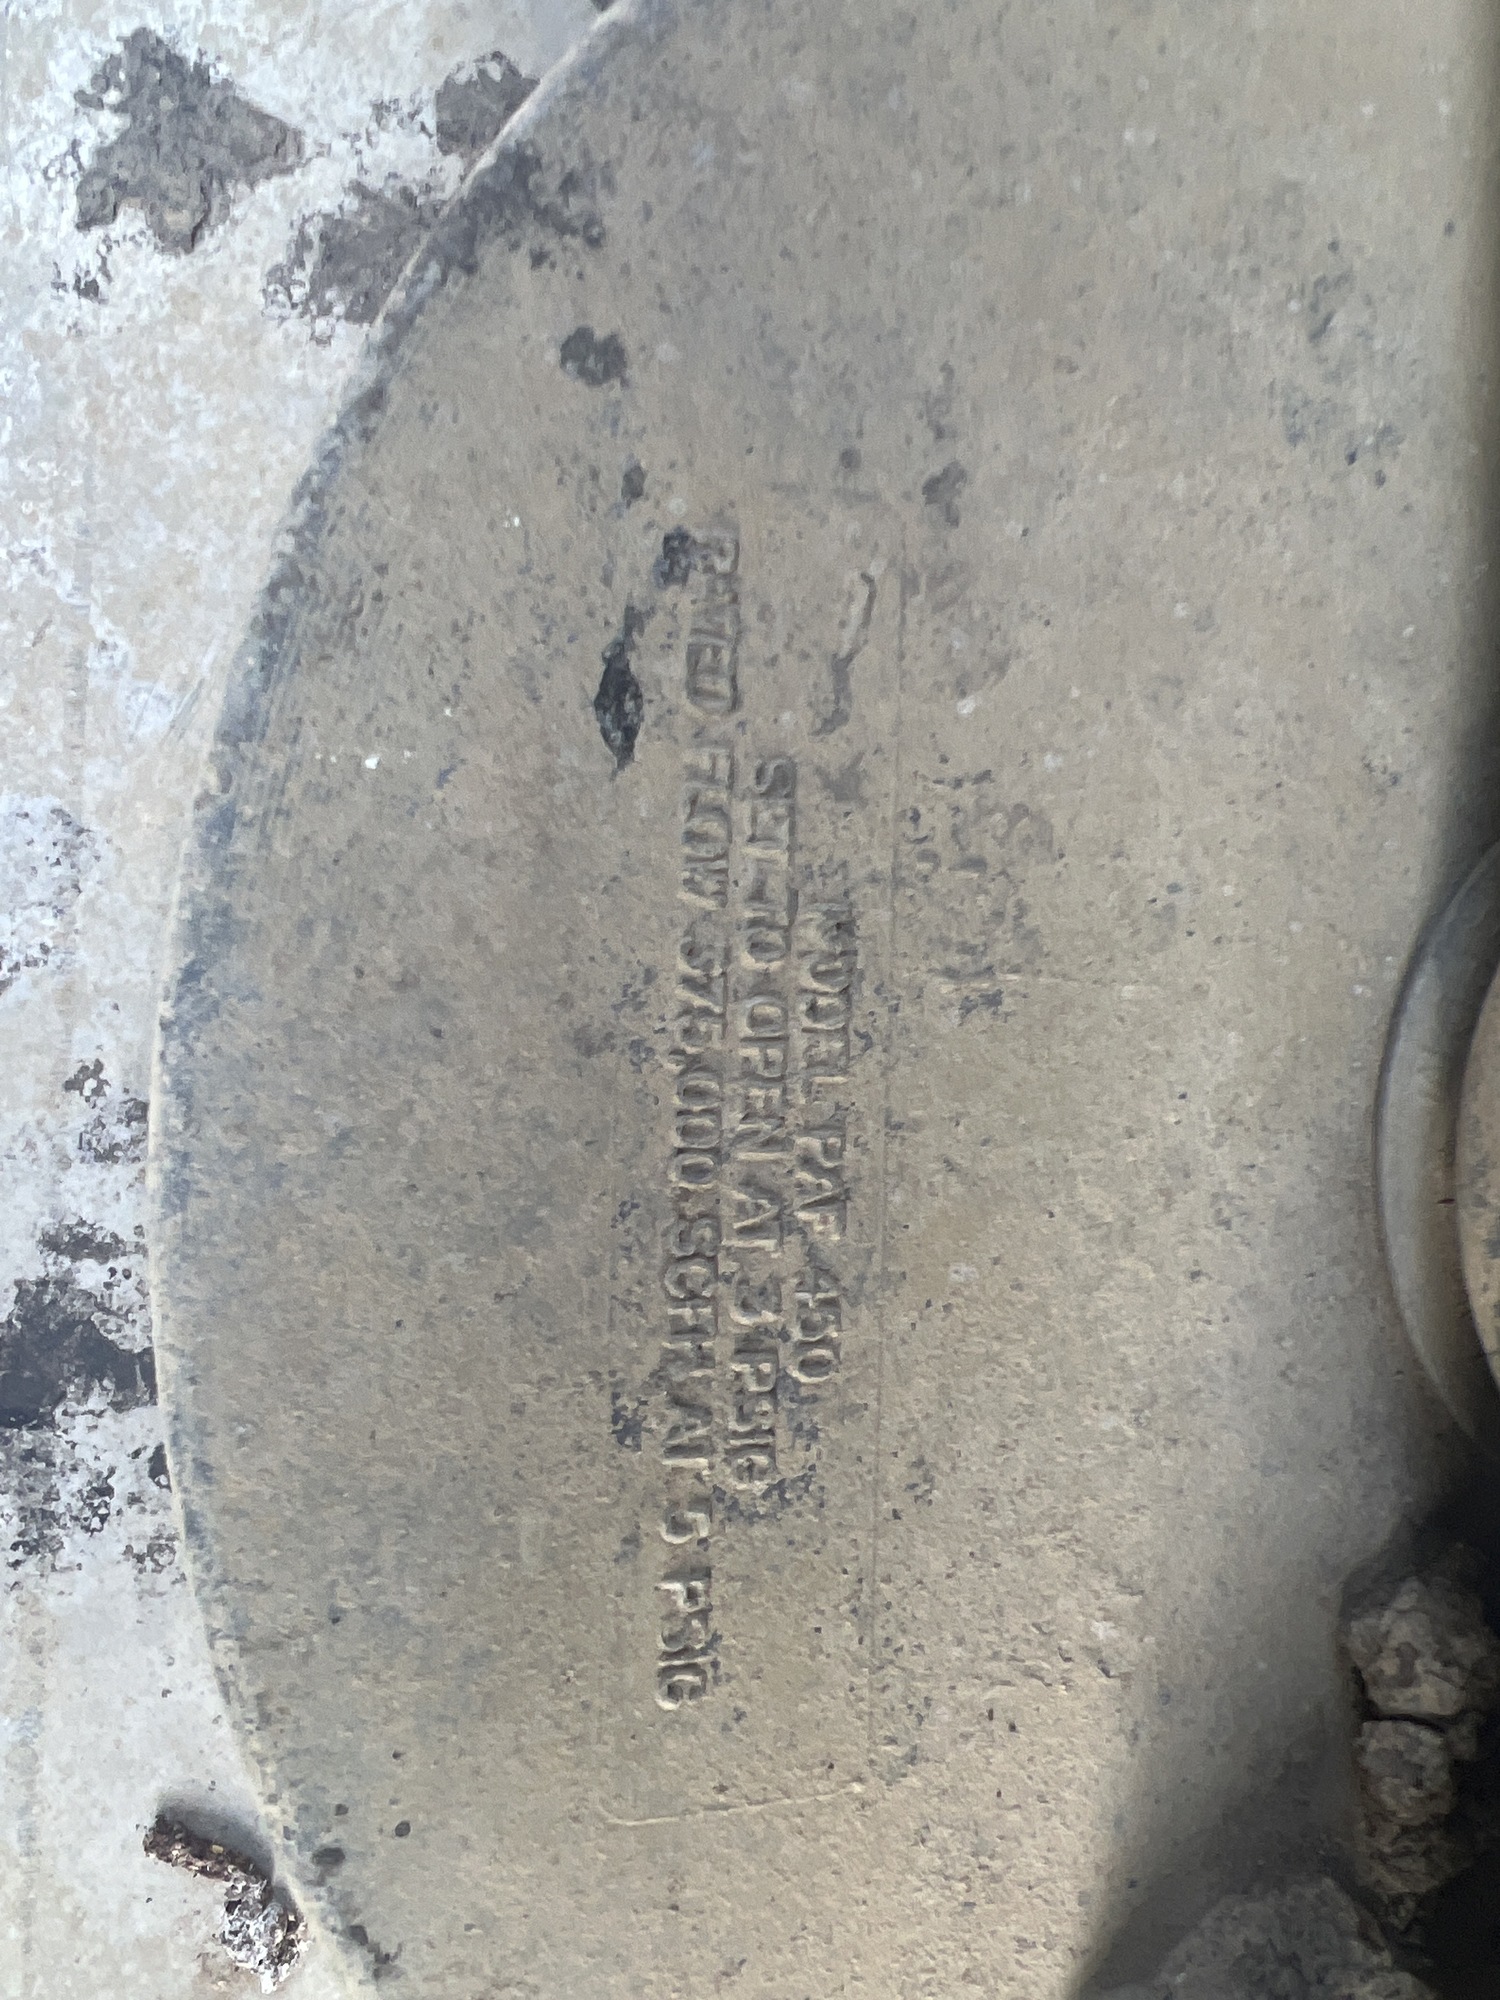 MODEL PAF 450
SET TO OPEN AT .3 PSIG
RATED FLOW 375,000 SCFH AT 5 PSIG